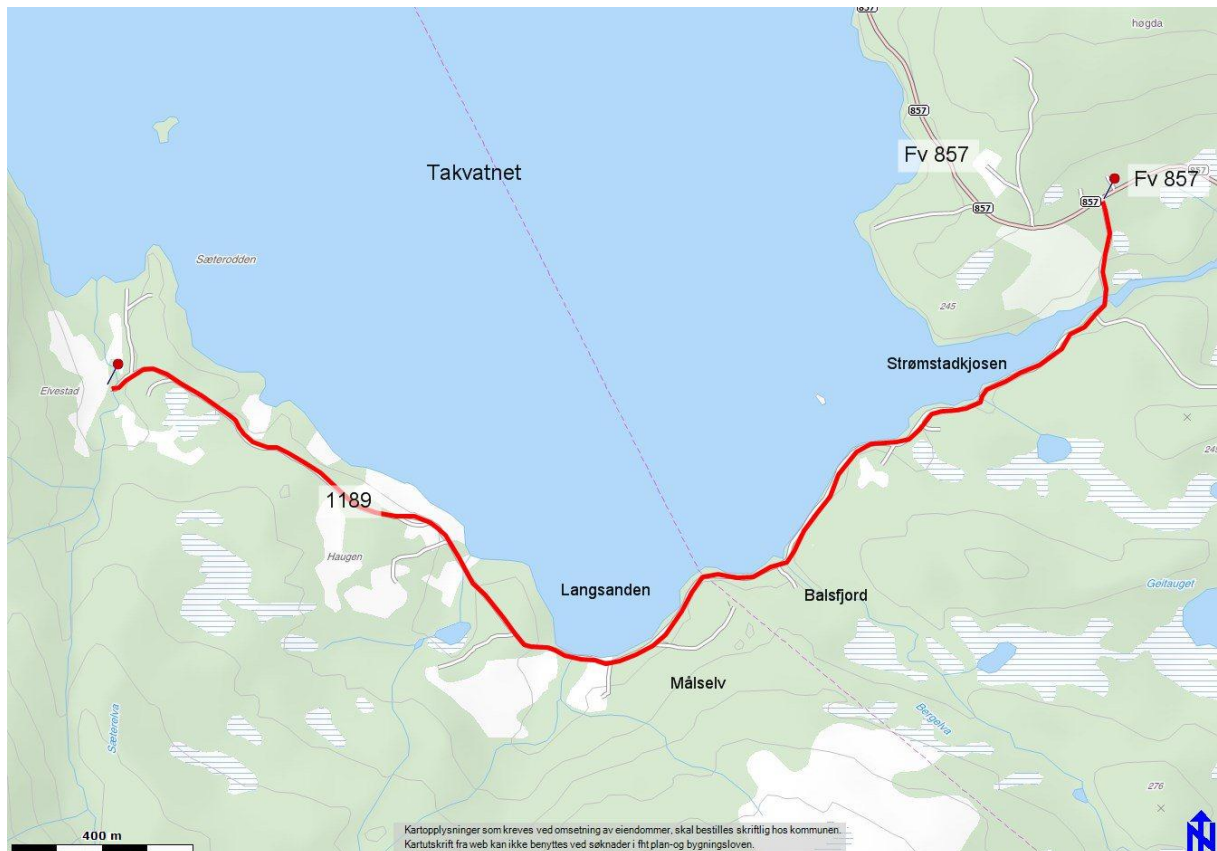 857
høgda
857
Fv 857
Takvatnet
857
Fv 857
857
857
Sæterodden
245
Strømstadkjosen
Elvestad
1189
Haugen
Langsanden
Balsfjord
Geitauget
Målselv
Sæterelva
Bergelva
276
400 m
Kartopplysninger som kreves ved omsetning av eiendommer, skal bestilles skriftlig hos kommunen.
Kartutskrift fra web kan ikke benyttes ved søknader i fht plan-og bygningsloven.
N